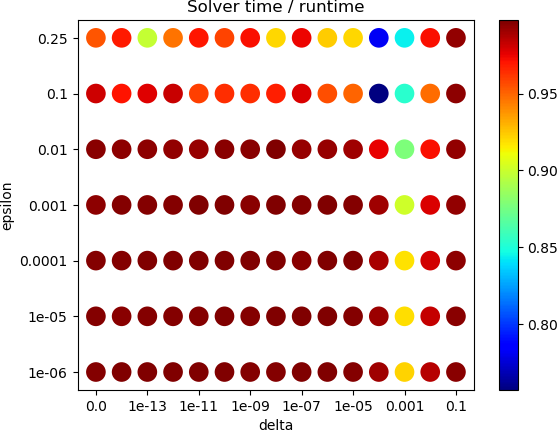 Solver time / runtime
epsilon
0.25
0.1
0.01
0.001
0.0001
1e-05
1e-06
0.0 1e-13 1e-11 1e-09 1e-07 1e-05 0.001 0.1
delta
0.95
0.90
0.85
0.80